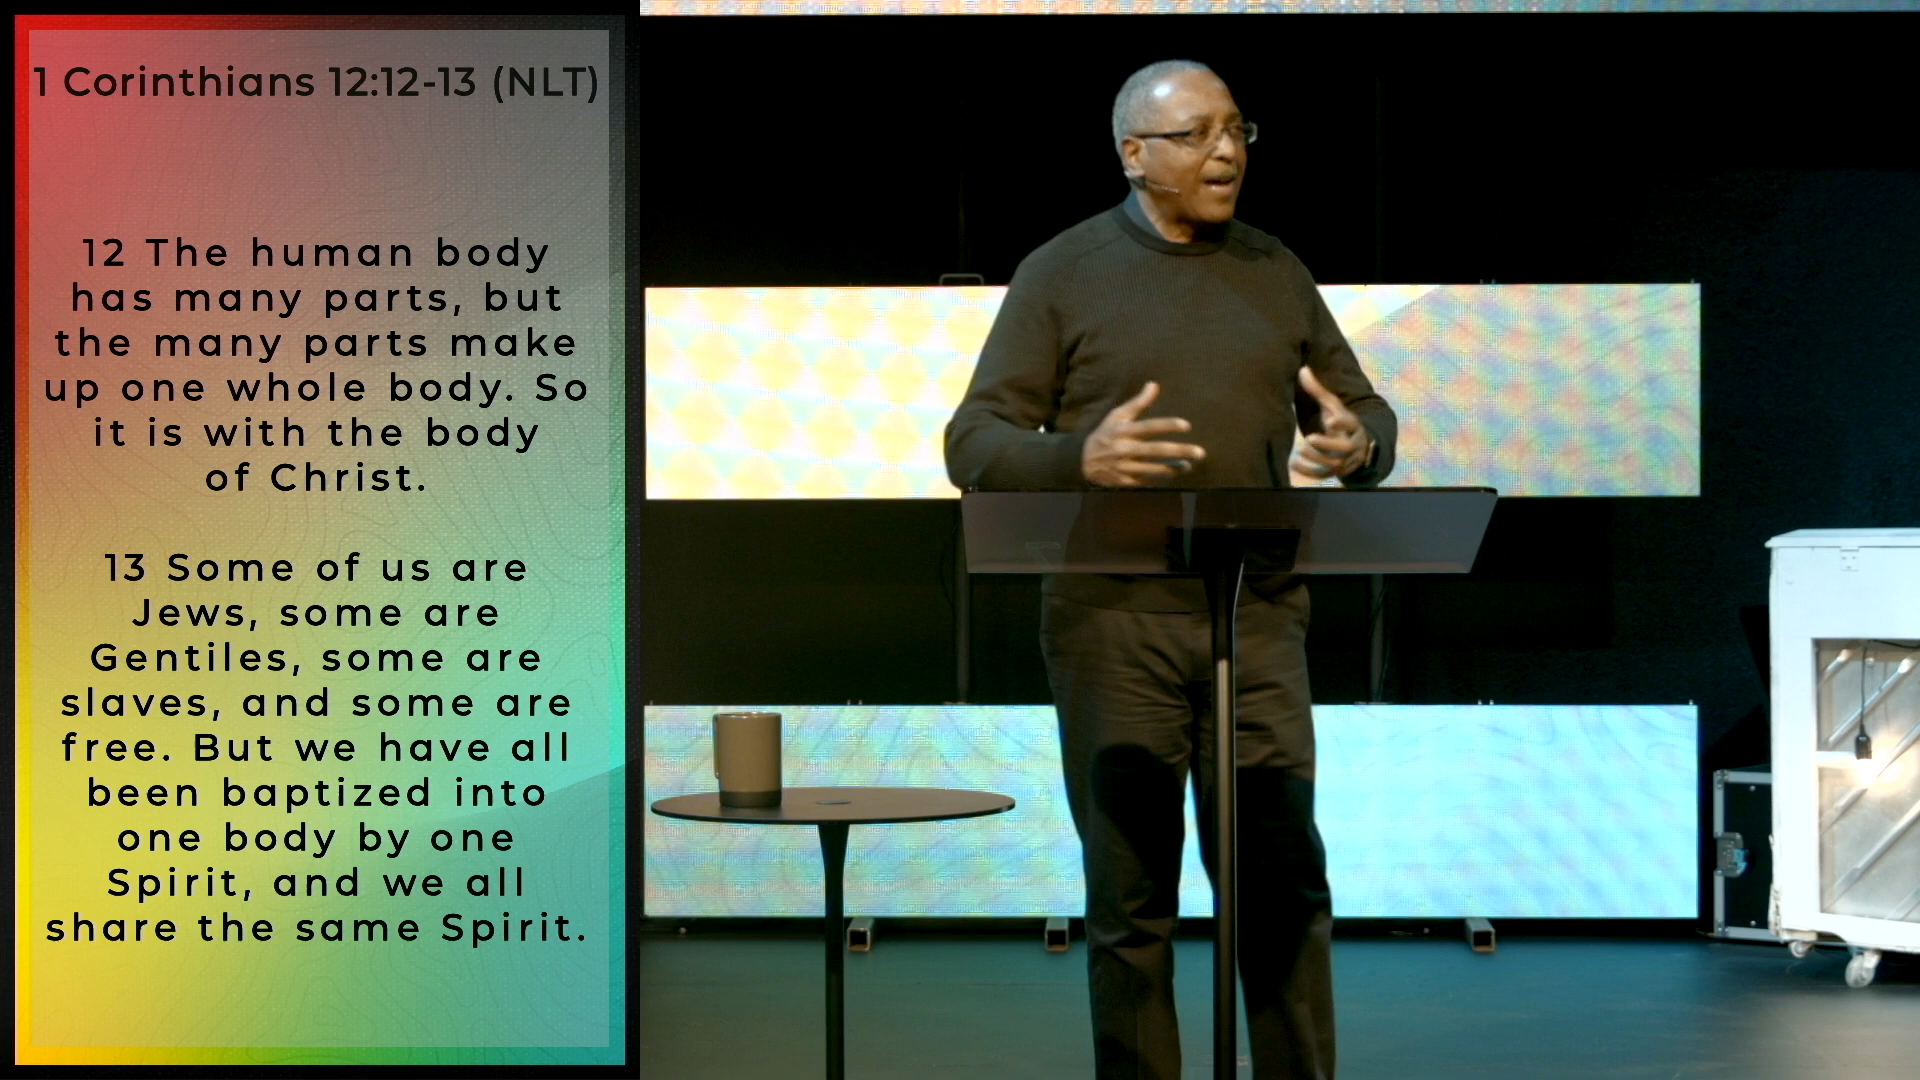 1 Corinthians 12:12-13 (NLT)
12 The human body
has many parts, but
the many parts make
up one whole body. So
it is with the body
of Christ.
13 Some of us are
Jews, some are
Gentiles, some are
slaves, and some are
free. But we have all
been baptized into
one body by one
Spirit, and we all
share the same Spirit.